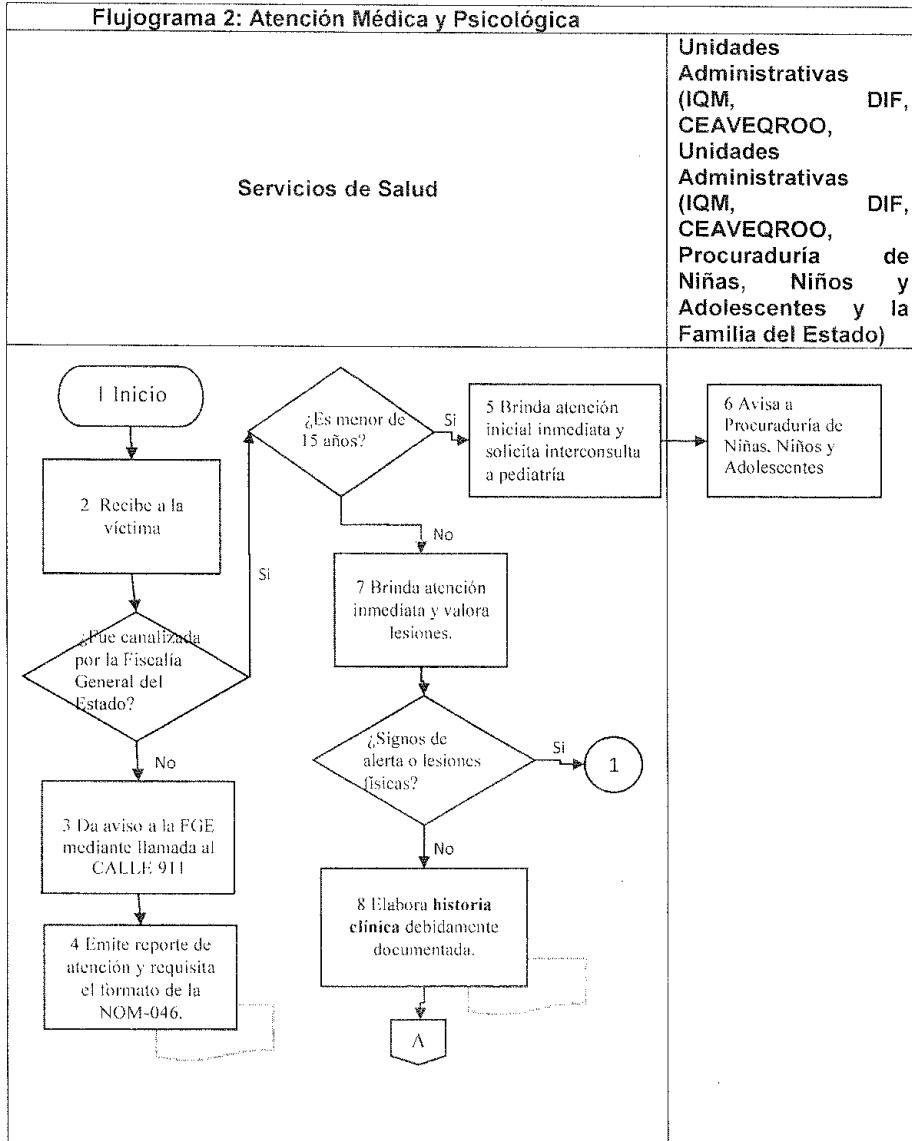 Flujograma 2: Atención Médica y Psicológica
Servicios de Salud
Unidades
Administrativas
(IQM, DIF,
CEAVEQROO,
Unidades
Administrativas
(IQM, DIF,
CEAVEQROO,
Procuraduría de
Niñas, Niños y
Adolescentes y la
Familia del Estado)
1 Inicio
2 Recibe a la
víctima
¿Fue canalizada
por la Fiscalía
General del
Estado?
Si
No
3 Da aviso a la FGE
mediante llamada al
CALLE 911
4 Emite reporte de
atención y requisita
el formato de la
NOM-046.
¿Es menor de
15 años?
Si
No
5 Brinda atención
inicial inmediata y
solicita interconsulta
a pediatría
6 Avisa a
Procuraduría de
Niñas, Niños y
Adolescentes
7 Brinda atención
inmediata y valora
lesiones.
¿Signos de
alerta o lesiones
físicas?
Si
1
No
8 Elabora historia
clínica debidamente
documentada.
A